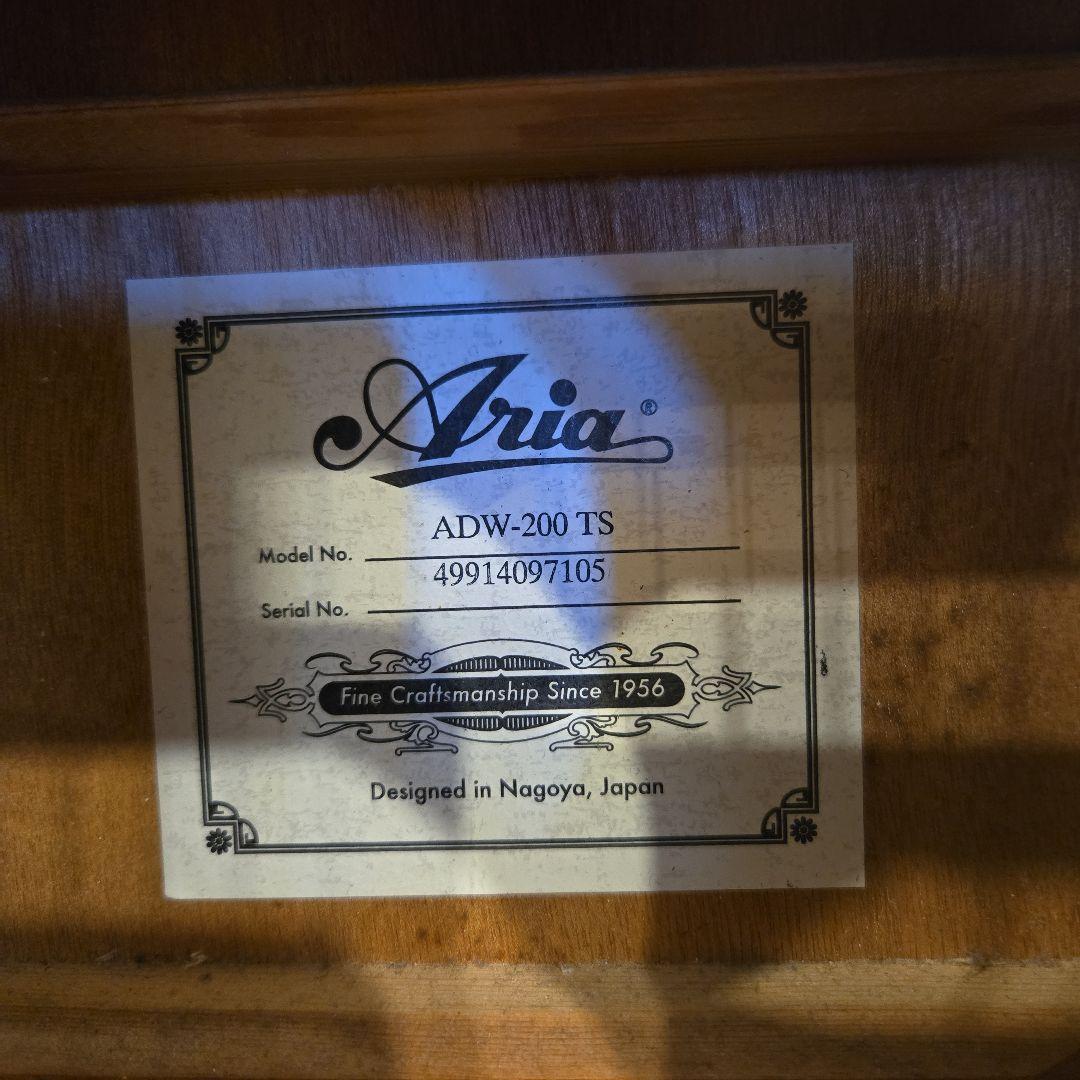 Aria®
ADW-200 TS
Model No.
49914097105
Serial No.
Fine Craftsmanship Since 1956
Designed in Nagoya, Japan